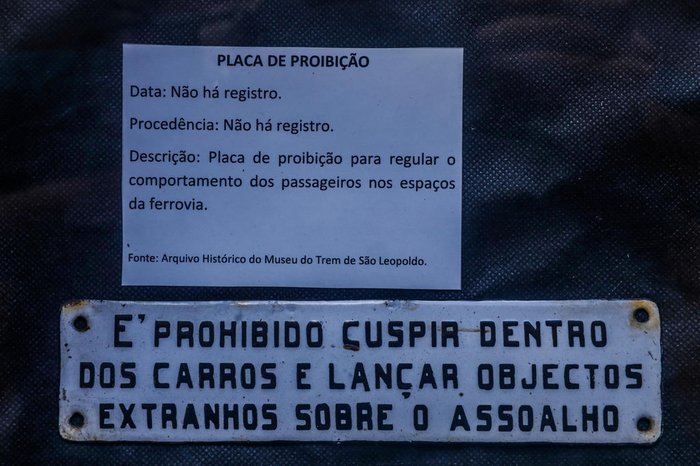 PLACA DE PROIBIÇÃO
Data: Não há registro.
Procedência: Não há registro.
Descrição: Placa de proibição para regular o
comportamento dos passageiros nos espaços
da ferrovia.
Fonte: Arquivo Histórico do Museu do Trem de São Leopoldo.
E' PROHIBIDO CUSPIR DENTRO
DOS CARROS E LANÇAR OBJECTOS
EXTRANHOS SOBRE O ASSOALHO